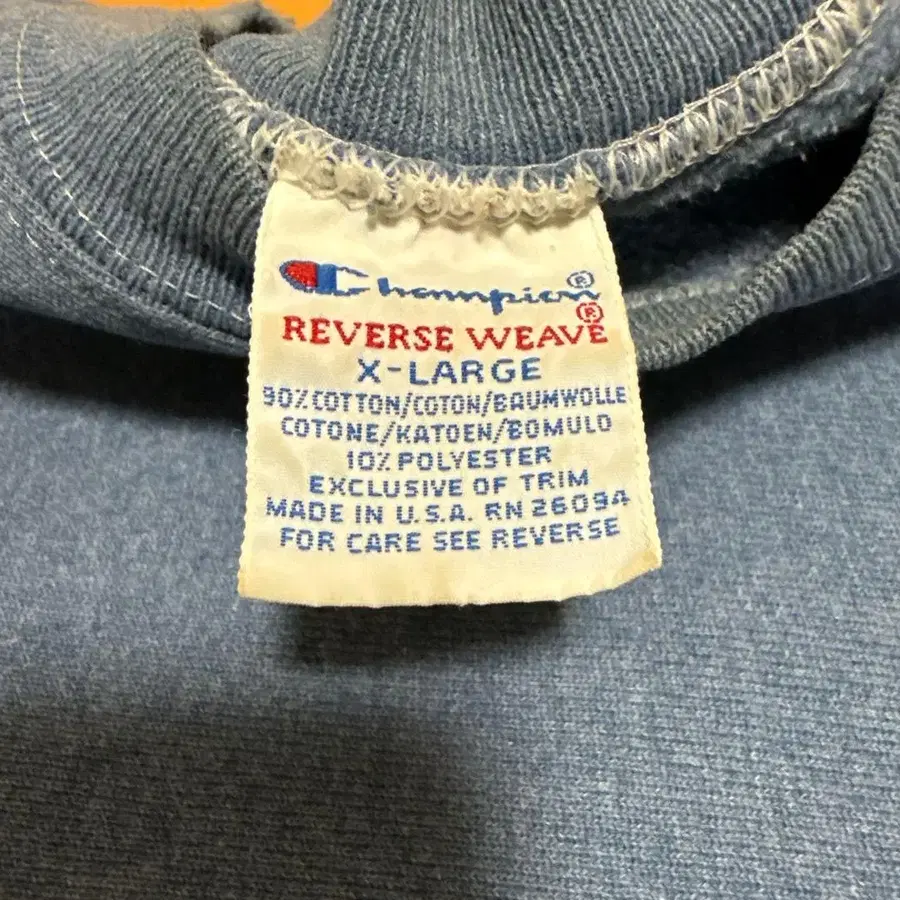 Champion®
REVERSE WEAVE®
X-LARGE
90% COTTON/COTON/BAUMWOLLE
COTONE/KATOEN/BOMULD
10% POLYESTER
EXCLUSIVE OF TRIM
MADE IN U.S.A. RN 26094
FOR CARE SEE REVERSE